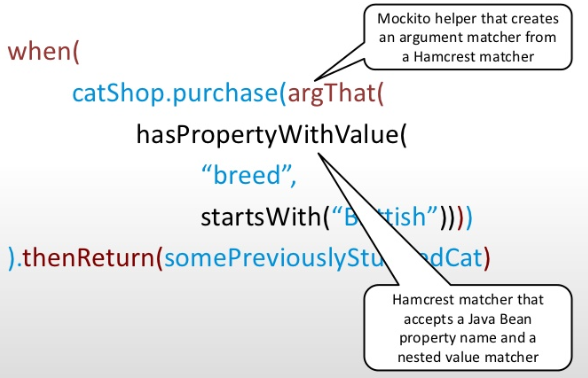 Mockito helper that creates
an argument matcher from
a Hamcrest matcher
when(
catShop.purchase(argThat(
hasPropertyWithValue(
“breed”,
startsWith(“ ”))))
).thenReturn( )
Hamcrest matcher that
accepts a Java Bean
property name and a
nested value matcher